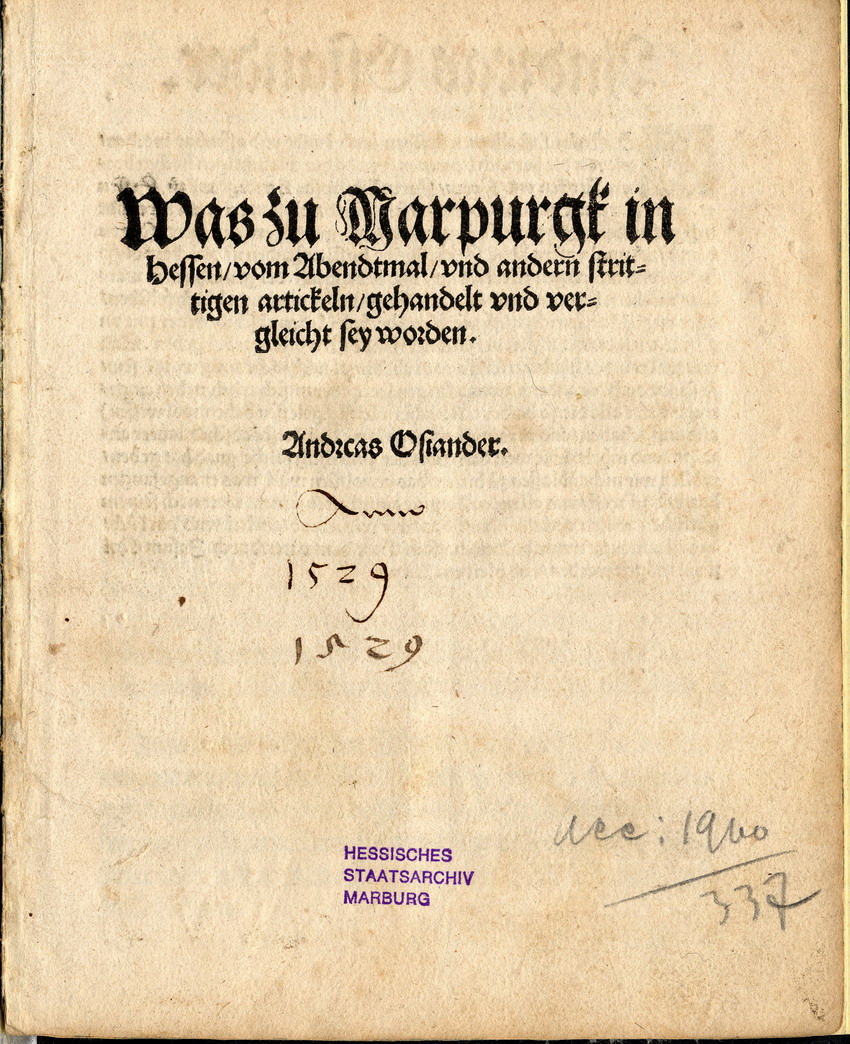 Was zu Marpurgk in
Hessen/vom Abendtmal/vnd andern strit=
tigen artickeln/gehandelt vnd ver=
gleicht sey worden.
Andreas Osiander.
Anno
1529
1529
HESSISCHES
STAATSARCHIV
MARBURG
acc: 1960
337